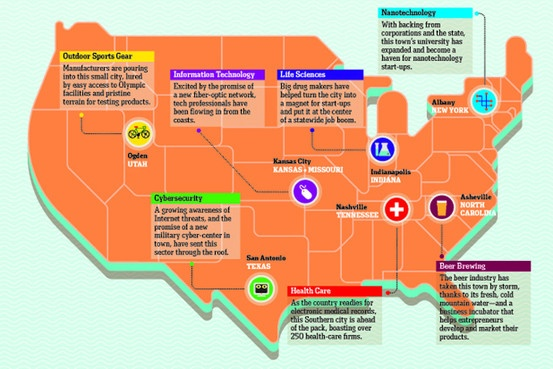 Nanotechnology
With backing from
corporations and the state,
this town's university has
expanded and become a
haven for nanotechnology
start-ups.
Outdoor Sports Gear
Manufacturers are pouring
into this small city, lured
by easy access to Olympic
facilities and pristine
terrain for testing products.
Information Technology
Excited by the promise of
a new fiber-optic network,
tech professionals have
been flowing in from the
coasts.
Life Sciences
Big drug makers have
helped turn the city into
a magnet for start-ups
and put it at the center
of a statewide job boom.
Albany
NEW YORK
Ogden
UTAH
Kansas City
KANSAS + MISSOURI
Indianapolis
INDIANA
Cybersecurity
A growing awareness of
Internet threats, and the
promise of a new
military cyber-center in
town, have sent this
sector through the roof.
Nashville
TENNESSEE
Asheville
NORTH
CAROLINA
San Antonio
TEXAS
Health Care
As the country readies for
electronic medical records,
this Southern city is ahead
of the pack, boasting over
250 health-care firms.
Beer Brewing
The beer industry has
taken this town by storm,
thanks to its fresh, cold
mountain water—and a
business incubator that
helps entrepreneurs
develop and market their
products.